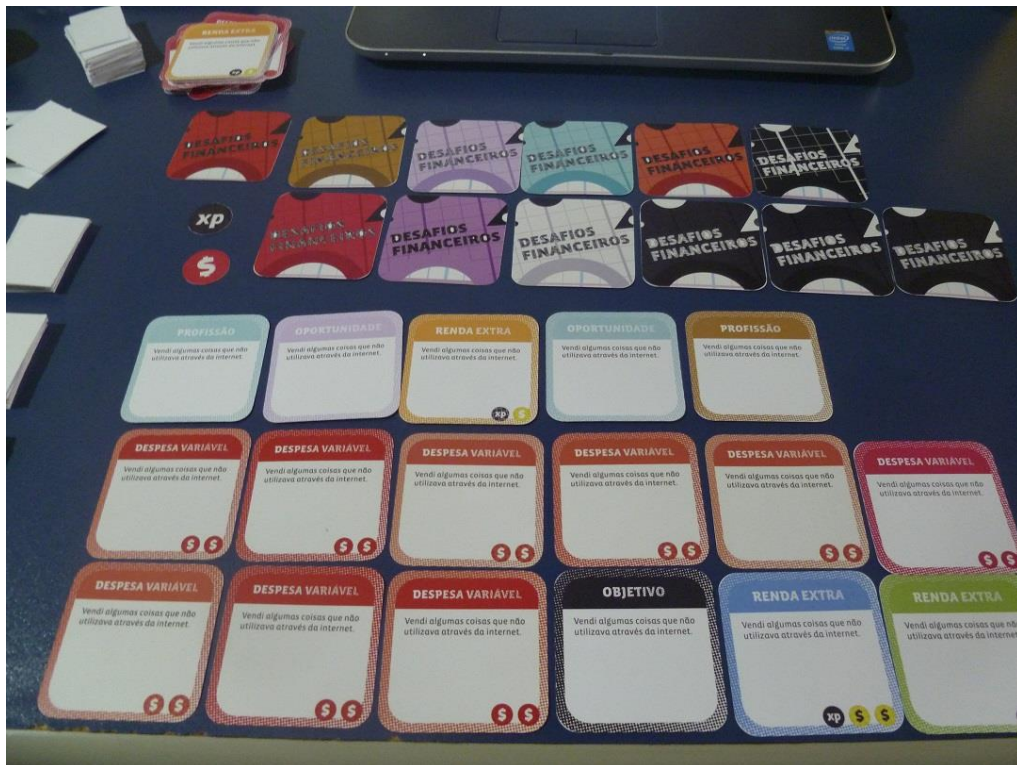 RENDA EXTRA
intel
DESAFIOS
FINANCEIROS
DESAFIOS
FINANCEIROS
DESAFIOS
FINANCEIROS
DESAFIOS
FINANCEIROS
DESAFIOS
FINANCEIROS
DESAFIOS
FINANCEIROS
xp
$
DESAFIOS
FINANCEIROS
DESAFIOS
FINANCEIROS
DESAFIOS
FINANCEIROS
DESAFIOS
FINANCEIROS
DESAFIOS
FINANCEIROS
DESAFIOS
FINANCEIROS
PROFISSÃO
Vendi algumas coisas que não
utilizava através da internet.
OPORTUNIDADE
Vendi algumas coisas que não
utilizava através da internet.
RENDA EXTRA
Vendi algumas coisas que não
utilizava através da internet.
xp $
OPORTUNIDADE
Vendi algumas coisas que não
utilizava através da internet.
PROFISSÃO
Vendi algumas coisas que não
utilizava através da internet.
DESPESA VARIÁVEL
Vendi algumas coisas que não
utilizava através da internet.
$ $
DESPESA VARIÁVEL
Vendi algumas coisas que não
utilizava através da internet.
$ $
DESPESA VARIÁVEL
Vendi algumas coisas que não
utilizava através da internet.
$ $
DESPESA VARIÁVEL
Vendi algumas coisas que não
utilizava através da internet.
$ $
DESPESA VARIÁVEL
Vendi algumas coisas que não
utilizava através da internet.
$ $
DESPESA VARIÁVEL
Vendi algumas coisas que não
utilizava através da internet.
$ $
DESPESA VARIÁVEL
Vendi algumas coisas que não
utilizava através da internet.
$ $
DESPESA VARIÁVEL
Vendi algumas coisas que não
utilizava através da internet.
$ $
DESPESA VARIÁVEL
Vendi algumas coisas que não
utilizava através da internet.
$ $
OBJETIVO
Vendi algumas coisas que não
utilizava através da internet.
RENDA EXTRA
Vendi algumas coisas que não
utilizava através da internet.
xp $ $
RENDA EXTRA
Vendi algumas coisas que
utilizava através da internet